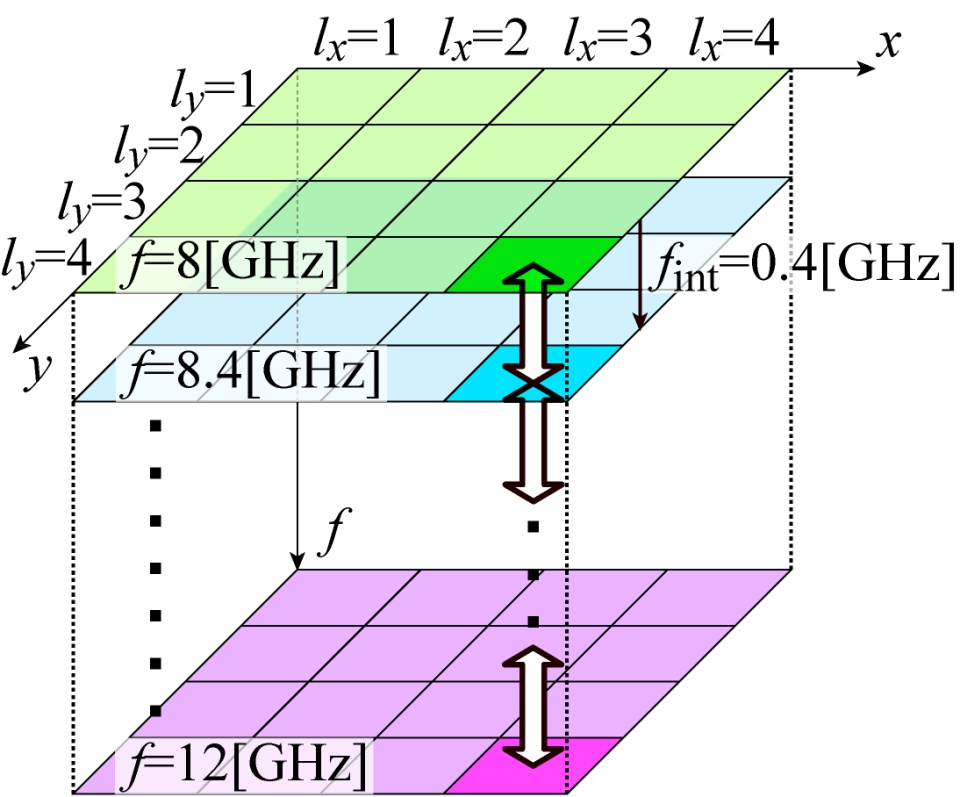 lx=1 lx=2 lx=3 lx=4 x
ly=1
ly=2
ly=3
ly=4
f=8[GHz]
fint=0.4[GHz]
y
f=8.4[GHz]
f
f=12[GHz]